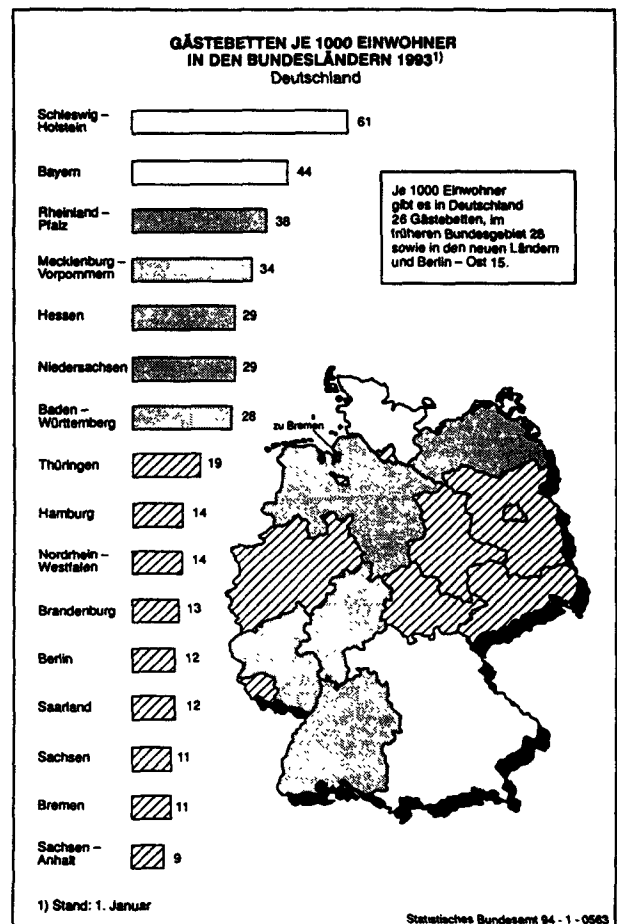 GÄSTEBETTEN JE 1000 EINWOHNER
IN DEN BUNDESLÄNDERN 1993¹)
Deutschland
Schleswig –
Holstein
61
Bayern
44
Rheinland –
Pfalz
38
Mecklenburg –
Vorpommern
34
Hessen
29
Niedersachsen
29
Baden –
Württemberg
28
Thüringen
19
Hamburg
14
Nordrhein –
Westfalen
14
Brandenburg
13
Berlin
12
Saarland
12
Sachsen
11
Bremen
11
Sachsen –
Anhalt
9
Je 1000 Einwohner
gibt es in Deutschland
26 Gästebetten, im
früheren Bundesgebiet 28
sowie in den neuen Ländern
und Berlin – Ost 15.
zu Bremen
1) Stand: 1. Januar
Statistisches Bundesamt 94 - 1 - 0563